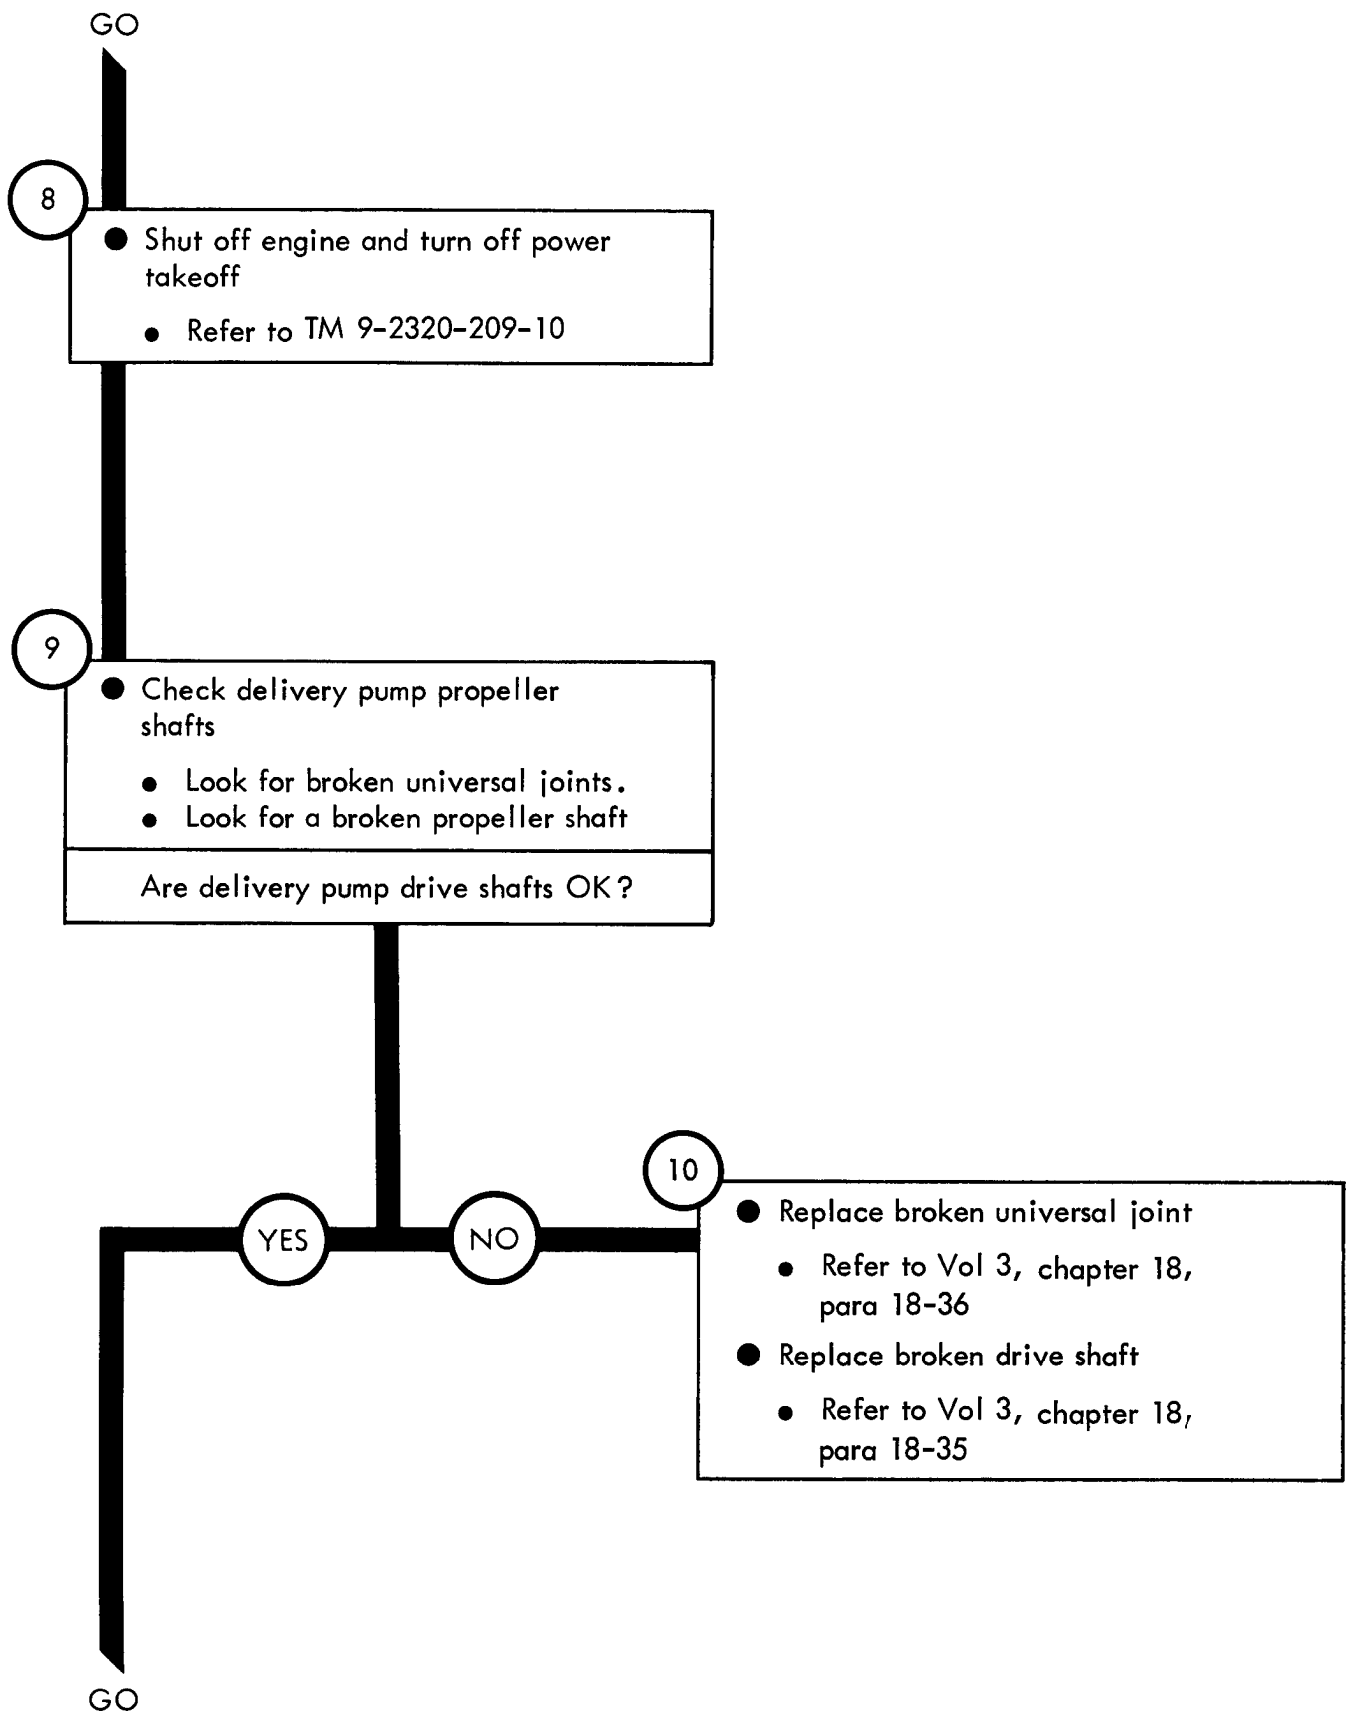 GO
8
● Shut off engine and turn off power
takeoff
● Refer to TM 9-2320-209-10
9
● Check delivery pump propeller
shafts
● Look for broken universal joints.
● Look for a broken propeller shaft
Are delivery pump drive shafts OK?
YES
NO
10
● Replace broken universal joint
● Refer to Vol 3, chapter 18,
para 18-36
● Replace broken drive shaft
● Refer to Vol 3, chapter 18,
para 18-35
GO